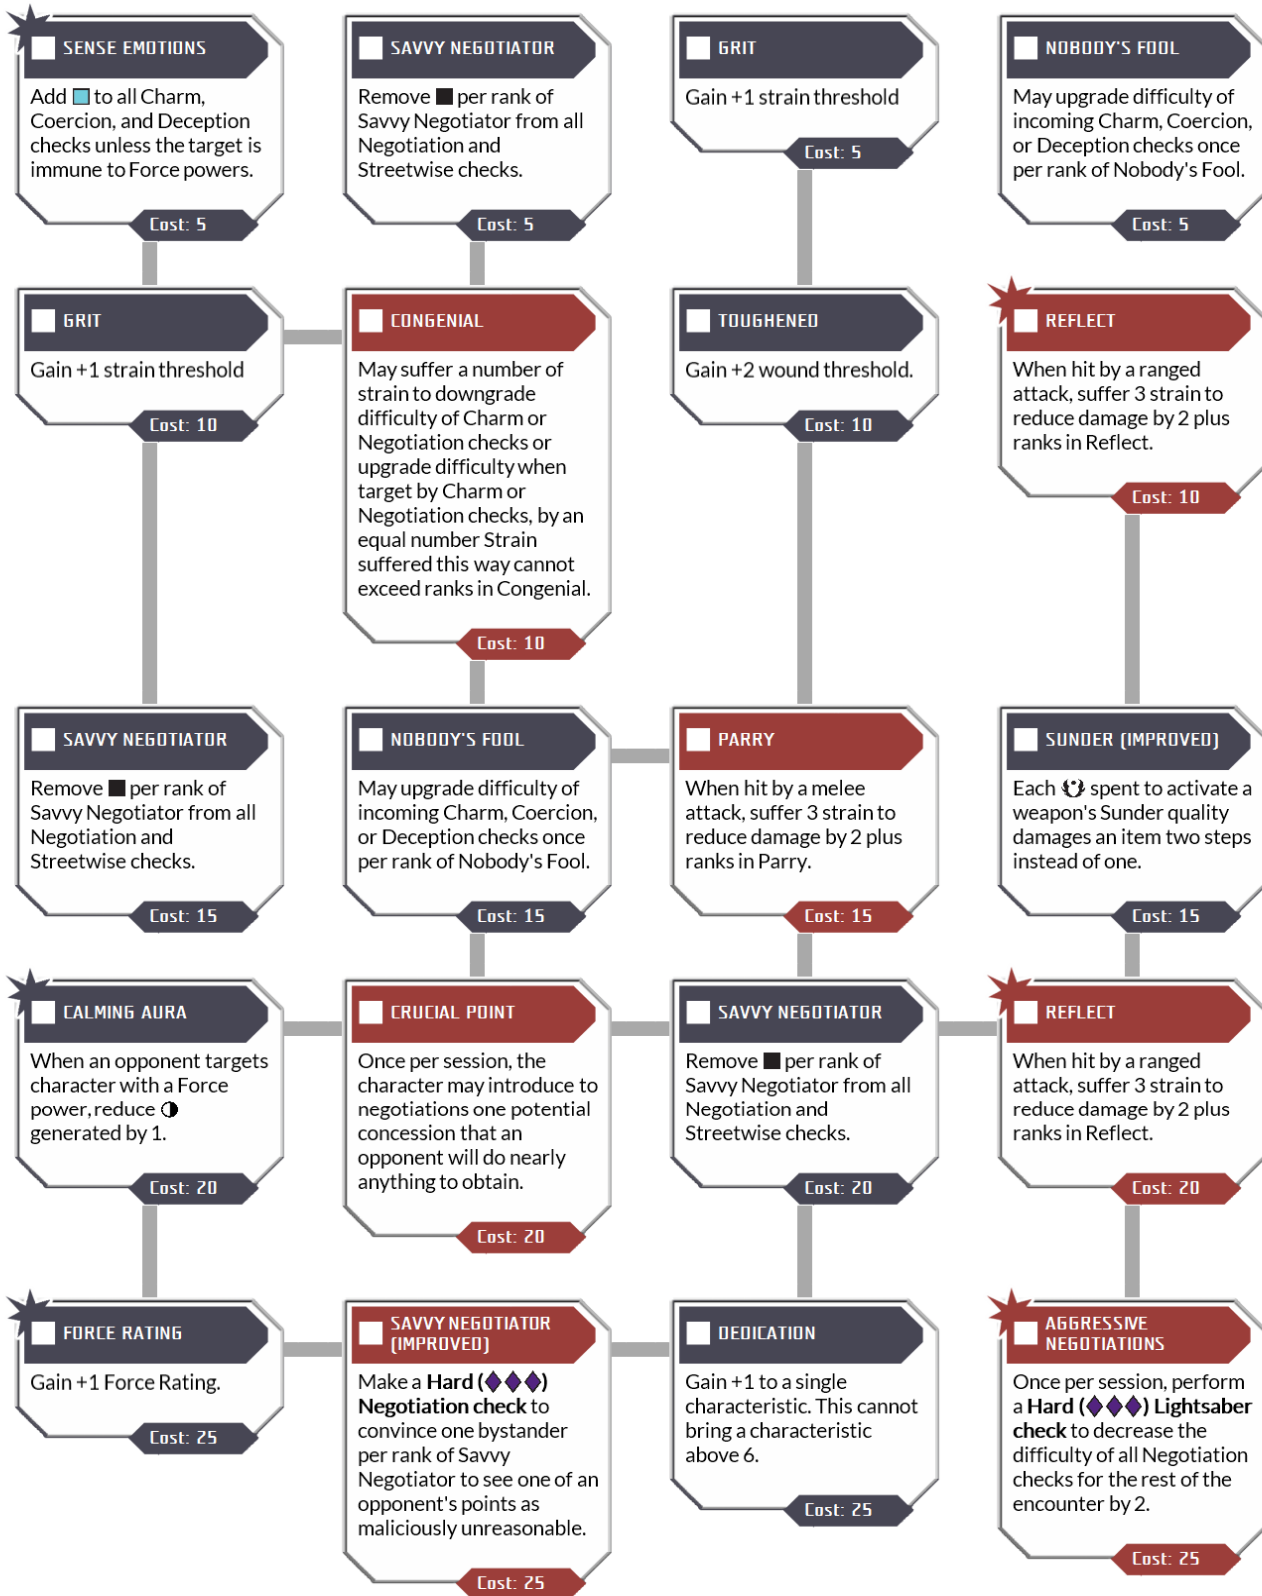 SENSE EMOTIONS
Add to all Charm,
Coercion, and Deception
checks unless the target is
immune to Force powers.
Cost: 5
SAVVY NEGOTIATOR
Remove per rank of
Savvy Negotiator from all
Negotiation and
Streetwise checks.
Cost: 5
GRIT
Gain +1 strain threshold
Cost: 5
NOBODY'S FOOL
May upgrade difficulty of
incoming Charm, Coercion,
or Deception checks once
per rank of Nobody's Fool.
Cost: 5
GRIT
Gain +1 strain threshold
Cost: 10
CONGENIAL
May suffer a number of
strain to downgrade
difficulty of Charm or
Negotiation checks or
upgrade difficulty when
target by Charm or
Negotiation checks, by an
equal number Strain
suffered this way cannot
exceed ranks in Congenial.
Cost: 10
TOUGHENED
Gain +2 wound threshold.
Cost: 10
REFLECT
When hit by a ranged
attack, suffer 3 strain to
reduce damage by 2 plus
ranks in Reflect.
Cost: 10
SAVVY NEGOTIATOR
Remove per rank of
Savvy Negotiator from all
Negotiation and
Streetwise checks.
Cost: 15
NOBODY'S FOOL
May upgrade difficulty of
incoming Charm, Coercion,
or Deception checks once
per rank of Nobody's Fool.
Cost: 15
PARRY
When hit by a melee
attack, suffer 3 strain to
reduce damage by 2 plus
ranks in Parry.
Cost: 15
SUNDER (IMPROVED)
Each spent to activate a
weapon's Sunder quality
damages an item two steps
instead of one.
Cost: 15
CALMING AURA
When an opponent targets
character with a Force
power, reduce
generated by 1.
Cost: 20
CRUCIAL POINT
Once per session, the
character may introduce to
negotiations one potential
concession that an
opponent will do nearly
anything to obtain.
Cost: 20
SAVVY NEGOTIATOR
Remove per rank of
Savvy Negotiator from all
Negotiation and
Streetwise checks.
Cost: 20
REFLECT
When hit by a ranged
attack, suffer 3 strain to
reduce damage by 2 plus
ranks in Reflect.
Cost: 20
FORCE RATING
Gain +1 Force Rating.
Cost: 25
SAVVY NEGOTIATOR
(IMPROVED)
Make a Hard (♦♦♦)
Negotiation check to
convince one bystander
per rank of Savvy
Negotiator to see one of an
opponent's points as
maliciously unreasonable.
Cost: 25
DEDICATION
Gain +1 to a single
characteristic. This cannot
bring a characteristic
above 6.
Cost: 25
AGGRESSIVE
NEGOTIATIONS
Once per session, perform
a Hard (♦♦♦) Lightsaber
check to decrease the
difficulty of all Negotiation
checks for the rest of the
encounter by 2.
Cost: 25